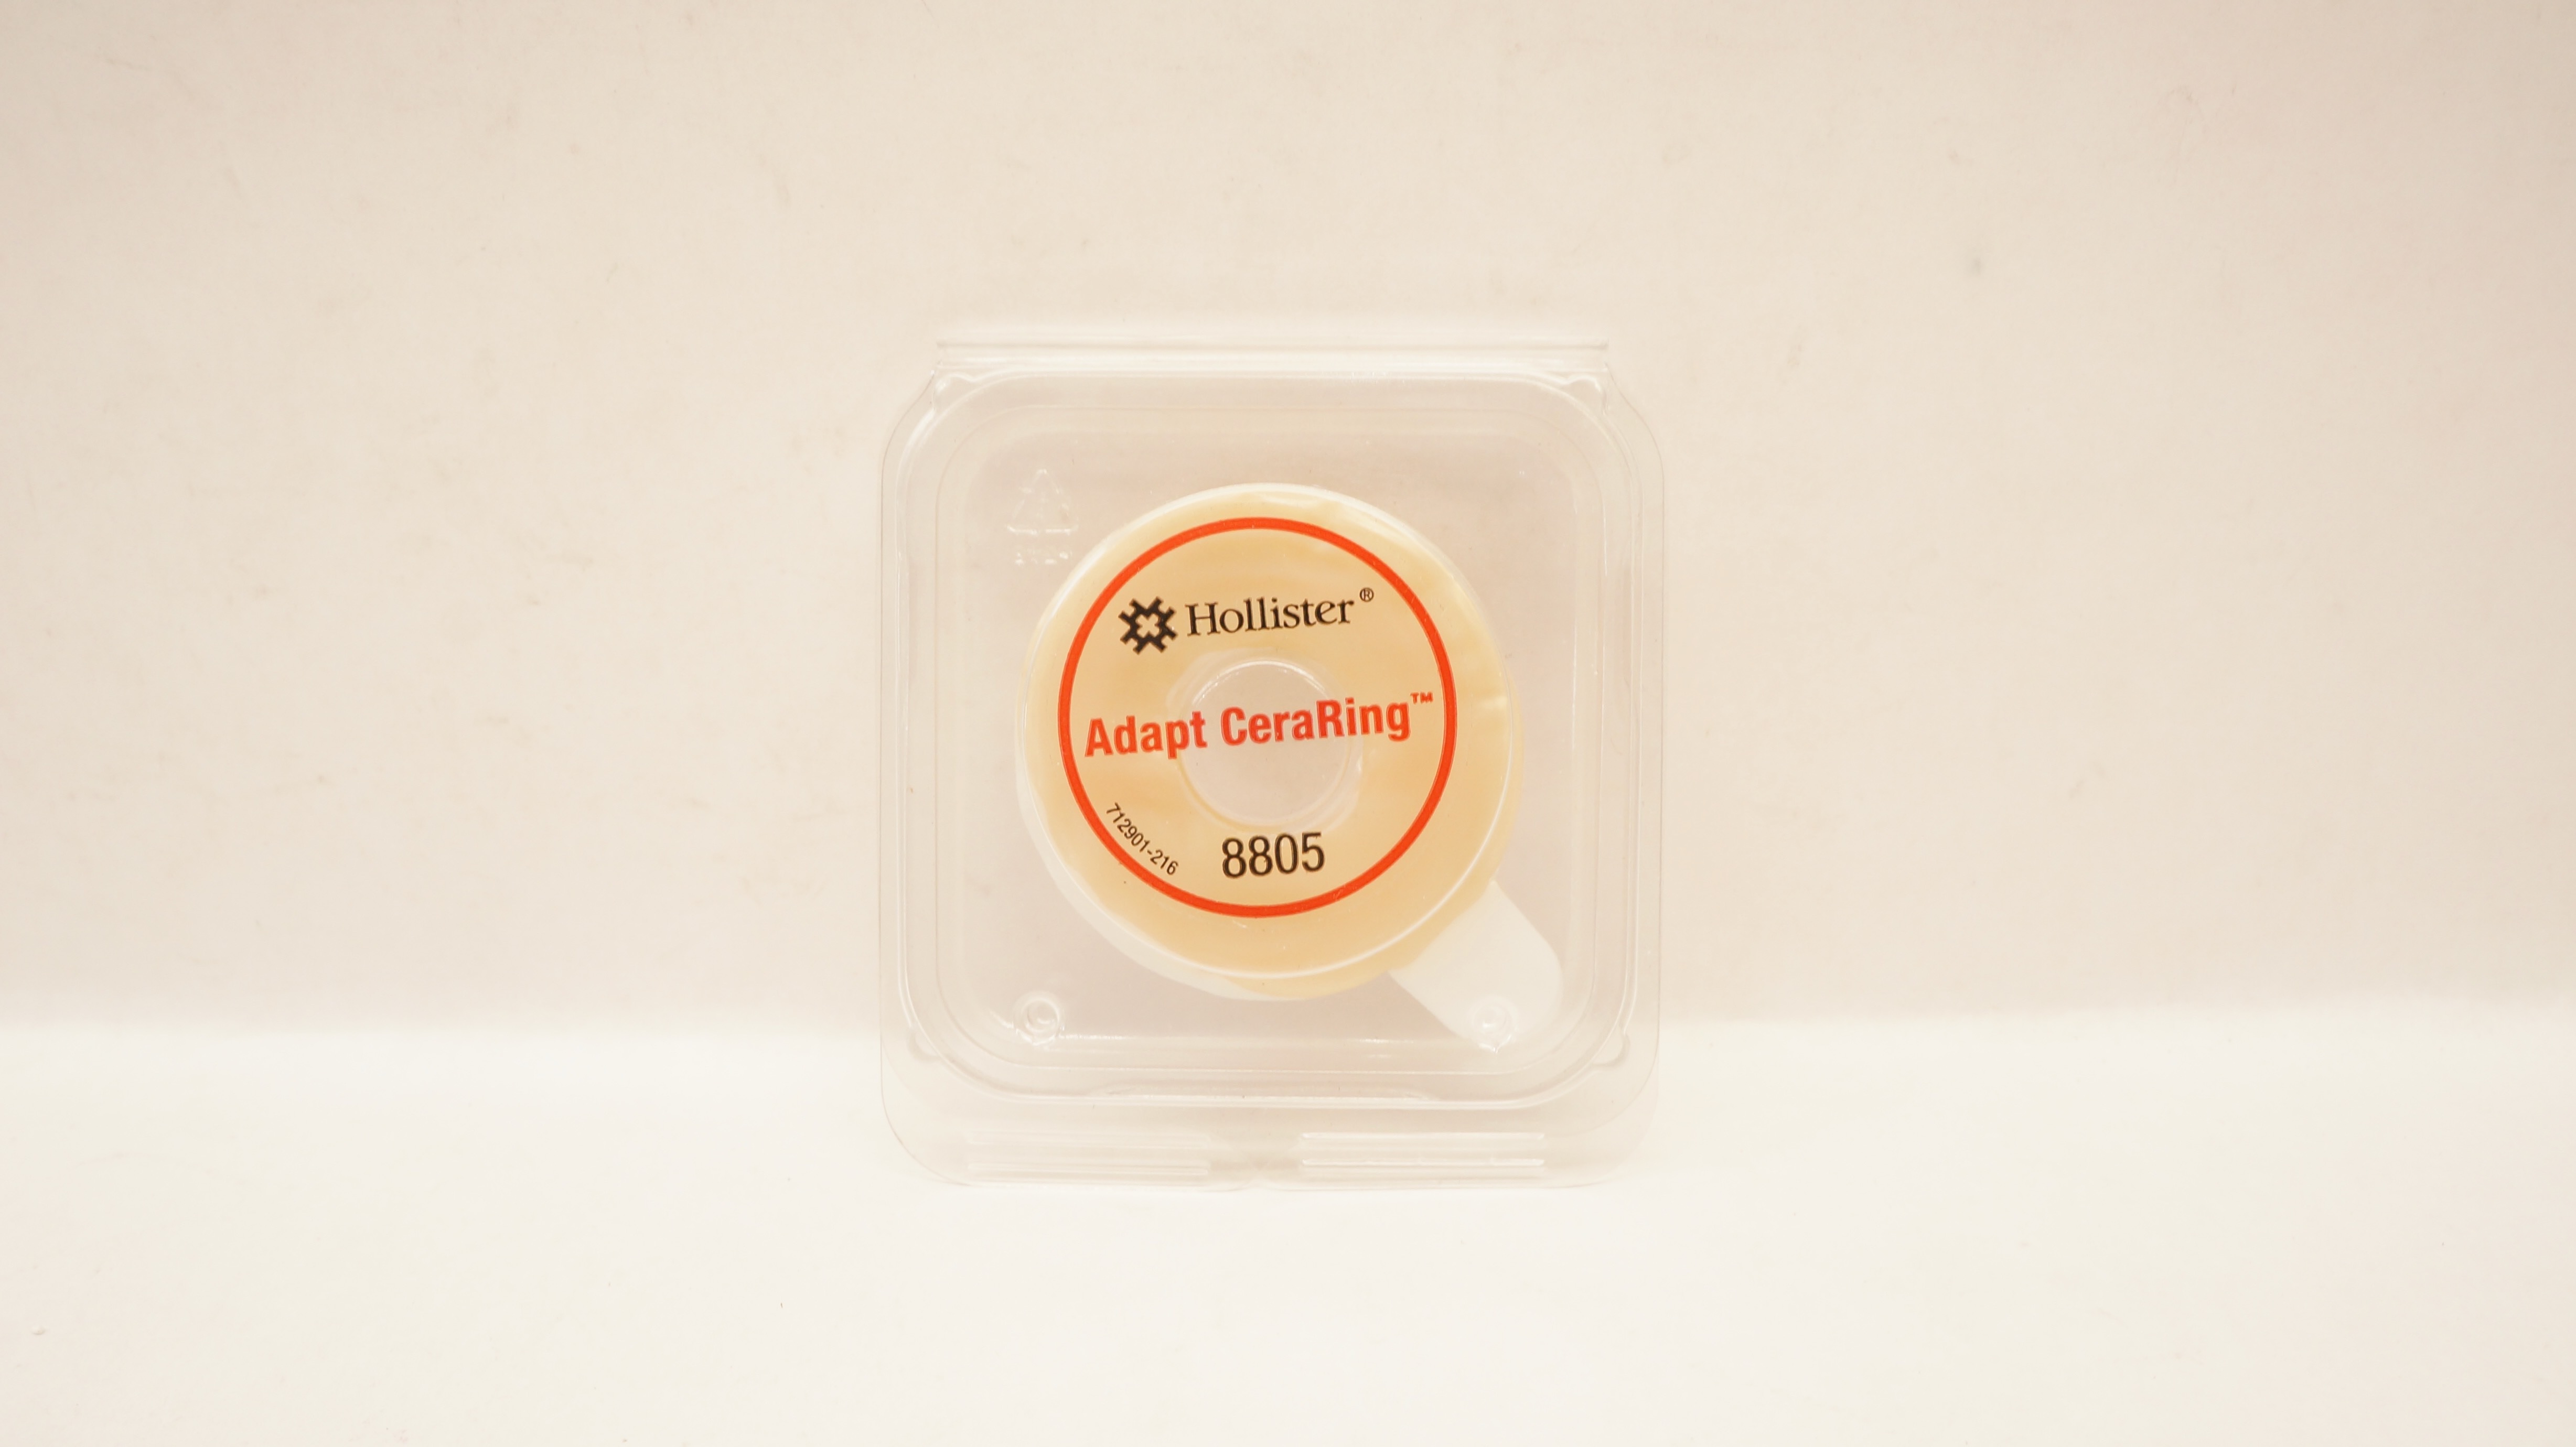 Hollister®
Adapt CeraRing™
712901-216
8805